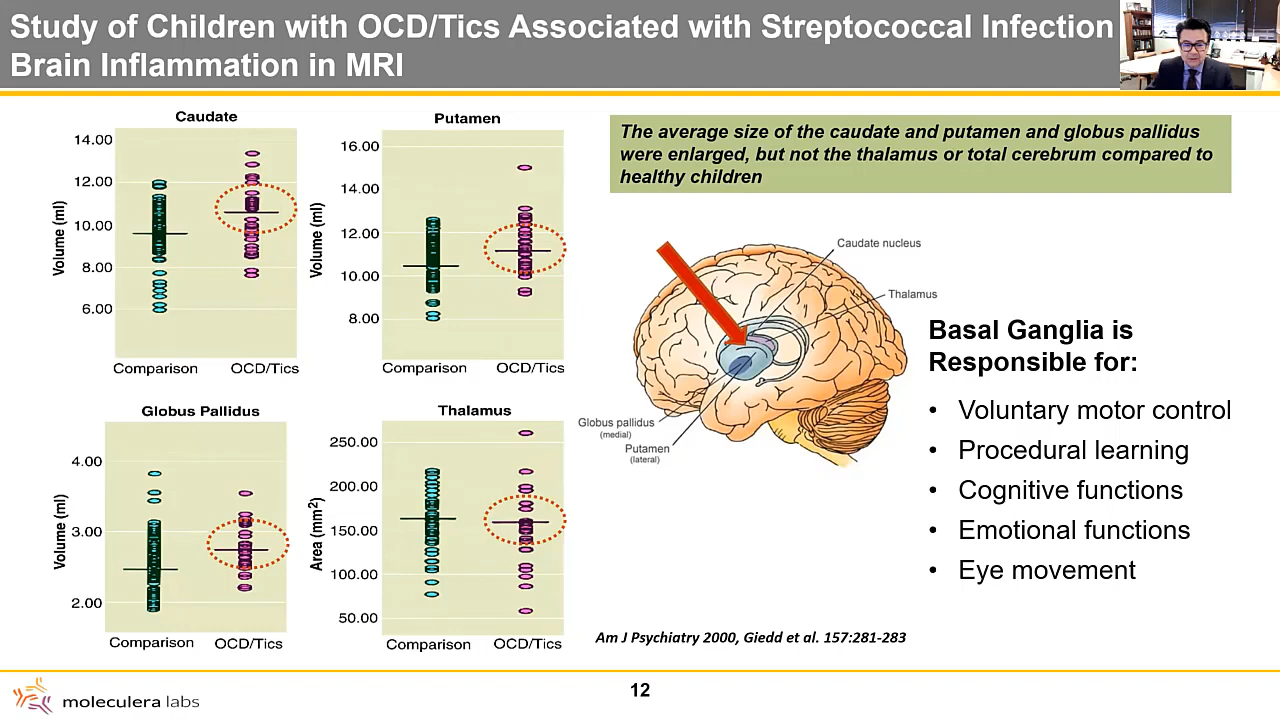 Study of Children with OCD/Tics Associated with Streptococcal Infection
Brain Inflammation in MRI
Caudate
14.00
12.00
10.00
8.00
6.00
Volume (ml)
Comparison
OCD/Tics
Putamen
16.00
14.00
12.00
10.00
8.00
Volume (ml)
Comparison
OCD/Tics
Globus Pallidus
4.00
3.00
2.00
Volume (ml)
Comparison
OCD/Tics
Thalamus
250.00
200.00
150.00
100.00
50.00
Area (mm²)
Comparison
OCD/Tics
The average size of the caudate and putamen and globus pallidus
were enlarged, but not the thalamus or total cerebrum compared to
healthy children
Caudate nucleus
Thalamus
Globus pallidus
(medial)
Putamen
(lateral)
Basal Ganglia is
Responsible for:
• Voluntary motor control
• Procedural learning
• Cognitive functions
• Emotional functions
• Eye movement
Am J Psychiatry 2000, Giedd et al. 157:281-283
moleculera labs
12